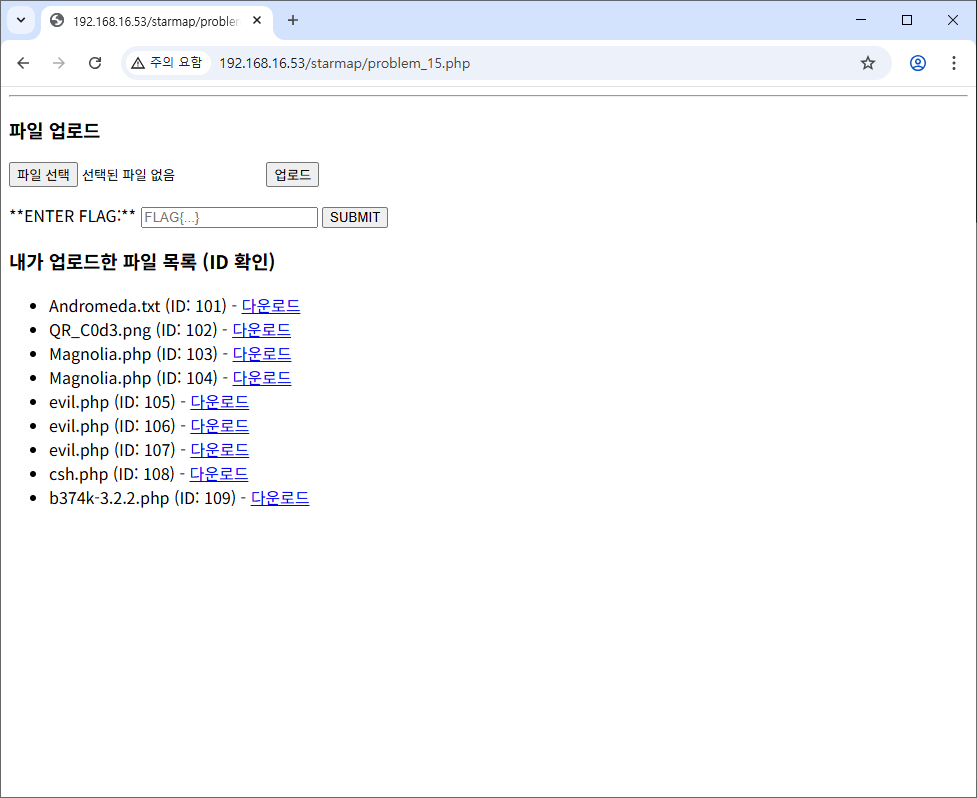 192.168.16.53/starmap/probler
주의 요함
192.168.16.53/starmap/problem_15.php
파일 업로드
파일 선택 선택된 파일 없음 업로드
**ENTER FLAG:** FLAG{...} SUBMIT
내가 업로드한 파일 목록 (ID 확인)
Andromeda.txt (ID: 101) - 다운로드
QR_C0d3.png (ID: 102) - 다운로드
Magnolia.php (ID: 103) - 다운로드
Magnolia.php (ID: 104) - 다운로드
evil.php (ID: 105) - 다운로드
evil.php (ID: 106) - 다운로드
evil.php (ID: 107) - 다운로드
csh.php (ID: 108) - 다운로드
b374k-3.2.2.php (ID: 109) - 다운로드